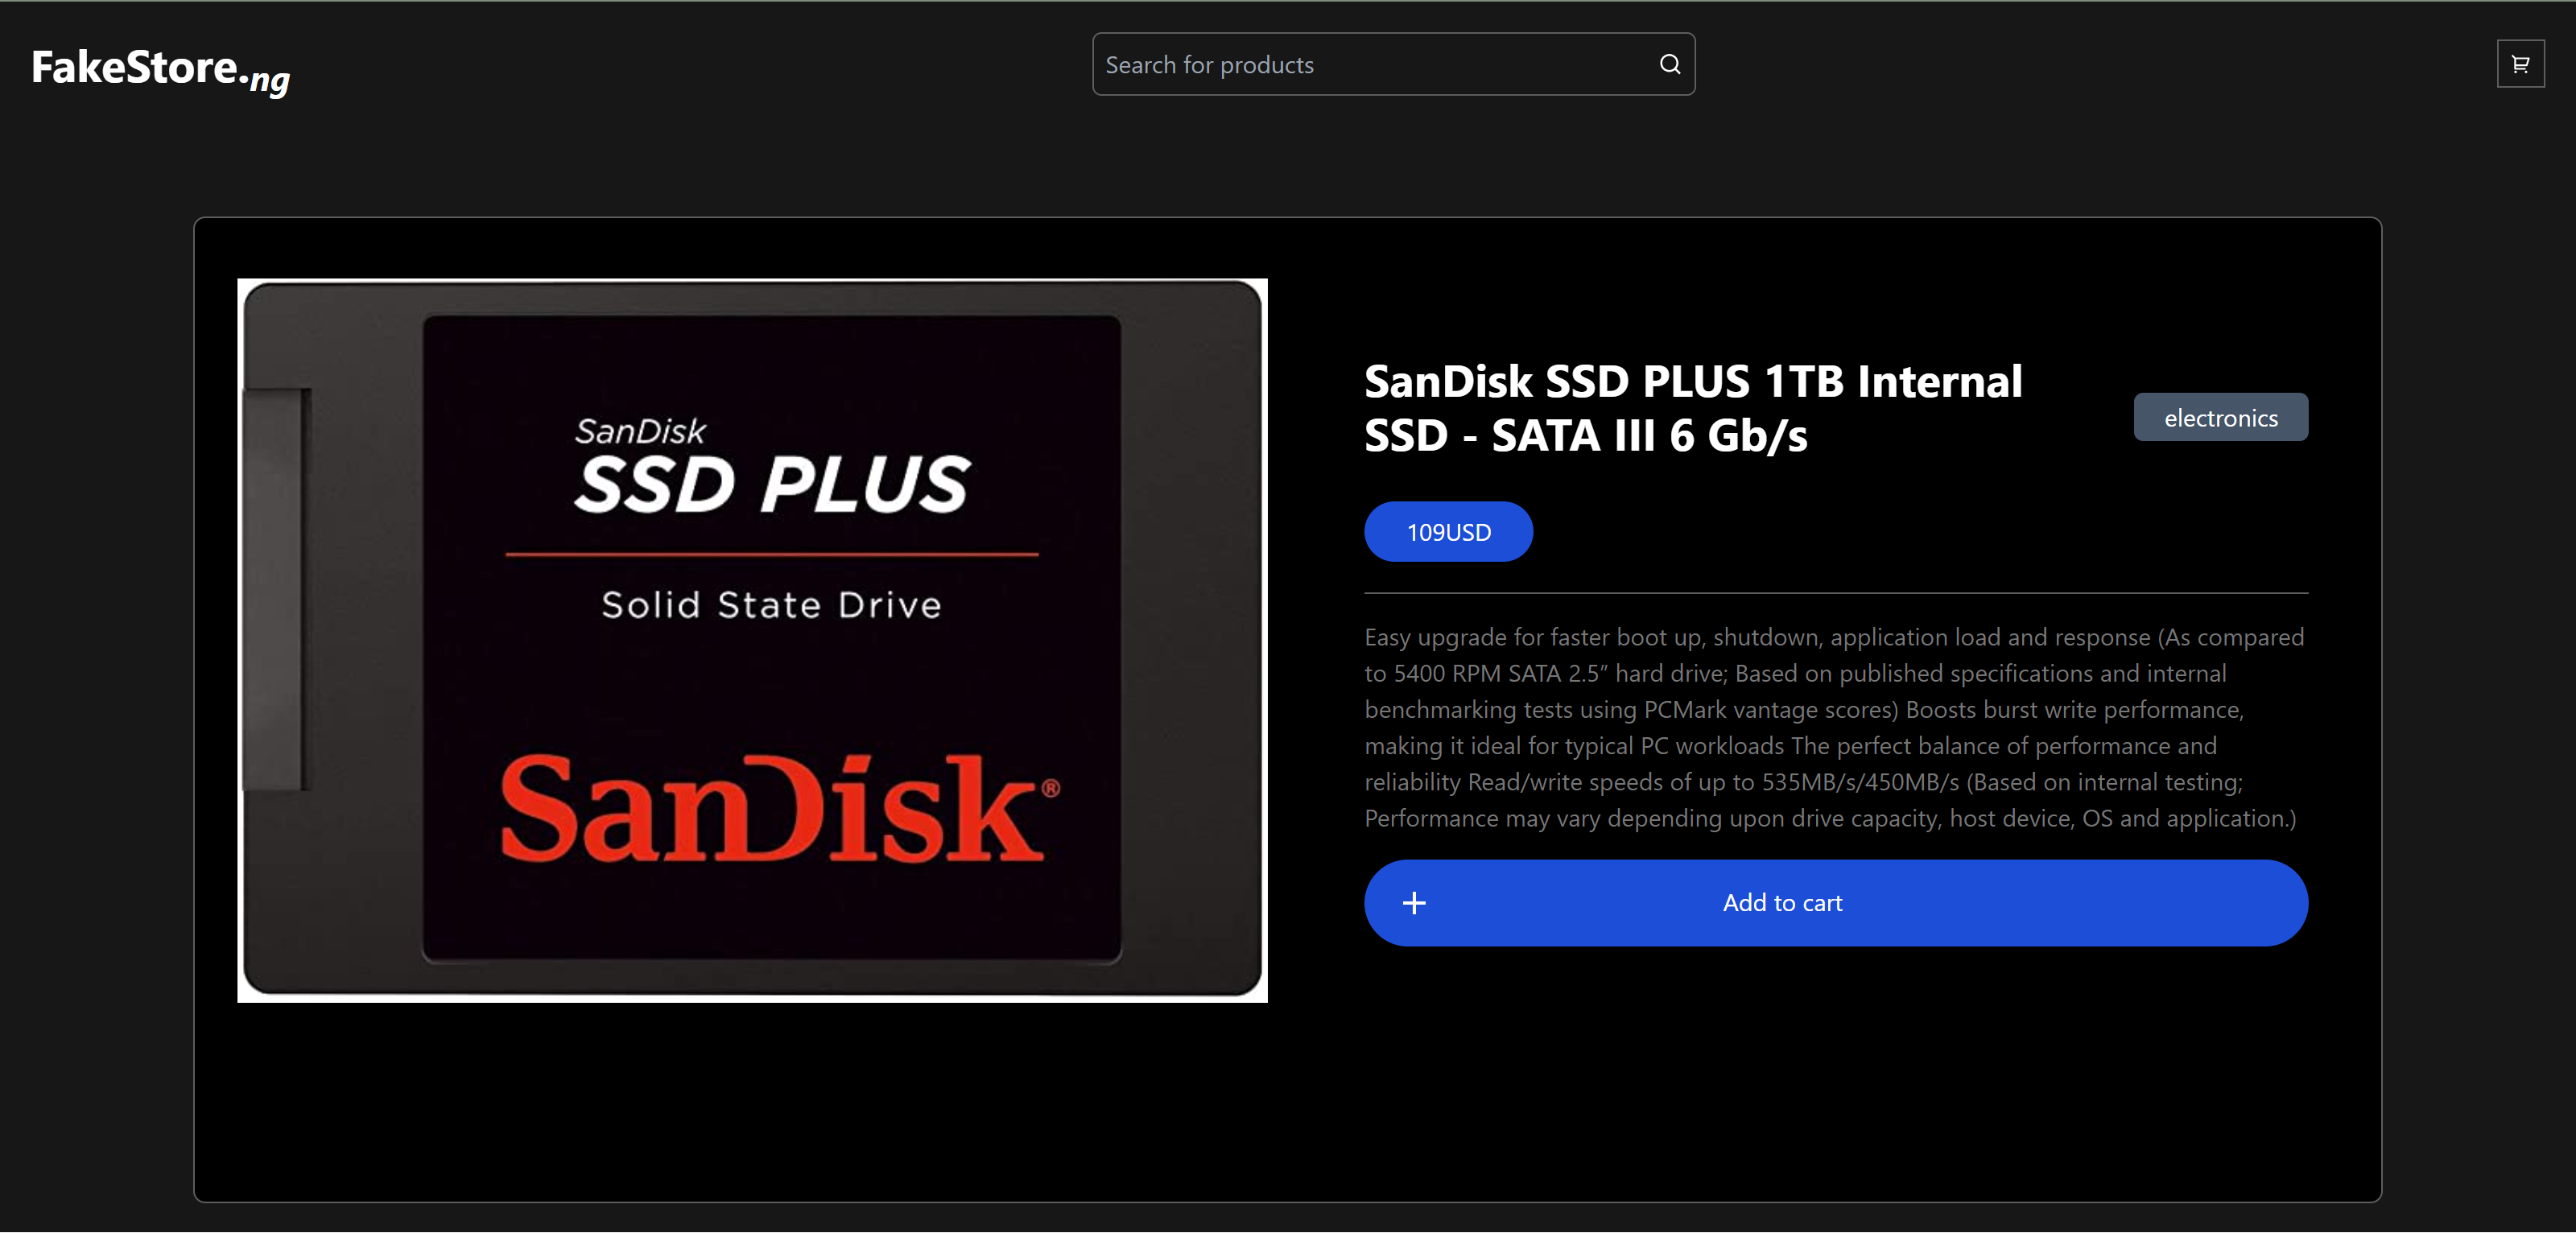 FakeStore.ng
Search for products
SanDisk
SSD PLUS
Solid State Drive
SanDisk®
SanDisk SSD PLUS 1TB Internal
SSD - SATA III 6 Gb/s
electronics
109USD
Easy upgrade for faster boot up, shutdown, application load and response (As compared
to 5400 RPM SATA 2.5” hard drive; Based on published specifications and internal
benchmarking tests using PCMark vantage scores) Boosts burst write performance,
making it ideal for typical PC workloads The perfect balance of performance and
reliability Read/write speeds of up to 535MB/s/450MB/s (Based on internal testing;
Performance may vary depending upon drive capacity, host device, OS and application.)
Add to cart